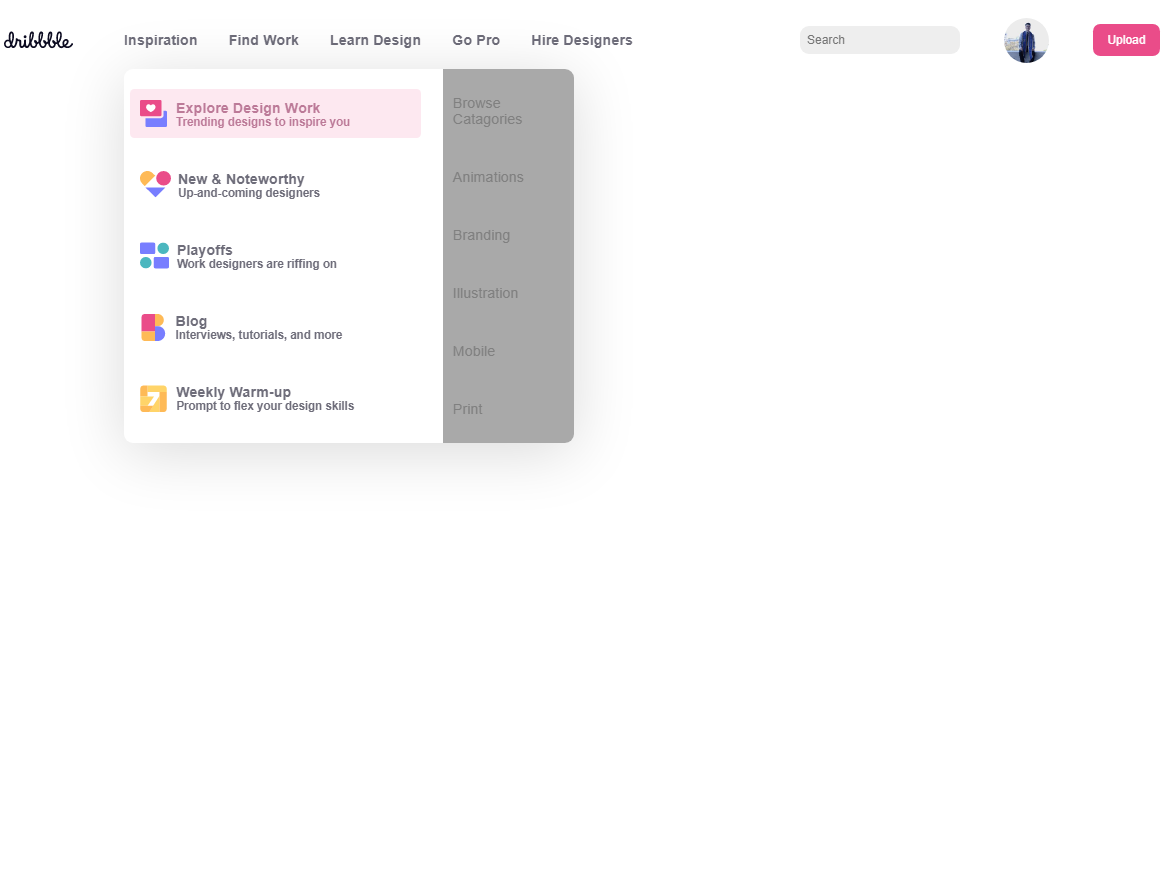 dribbble
Inspiration Find Work Learn Design Go Pro Hire Designers
Search
Upload
Explore Design Work
Trending designs to inspire you
New & Noteworthy
Up-and-coming designers
Playoffs
Work designers are riffing on
Blog
Interviews, tutorials, and more
Weekly Warm-up
Prompt to flex your design skills
Browse
Catagories
Animations
Branding
Illustration
Mobile
Print